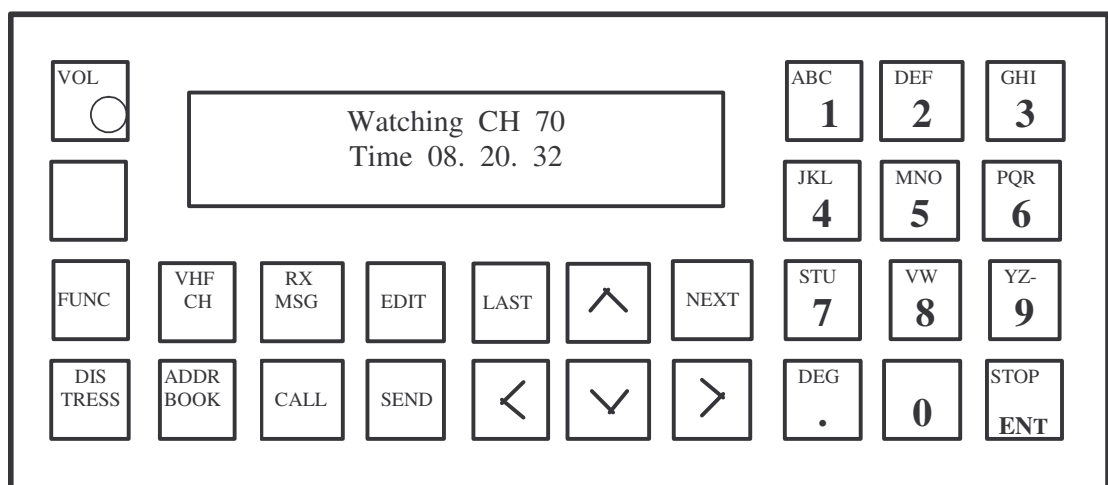 VOL
Watching CH 70
Time 08. 20. 32
ABC
1
DEF
2
GHI
3
JKL
4
MNO
5
PQR
6
FUNC
VHF
CH
RX
MSG
EDIT
LAST
NEXT
STU
7
VW
8
YZ-
9
DIS
TRESS
ADDR
BOOK
CALL
SEND
DEG
.
0
STOP
ENT